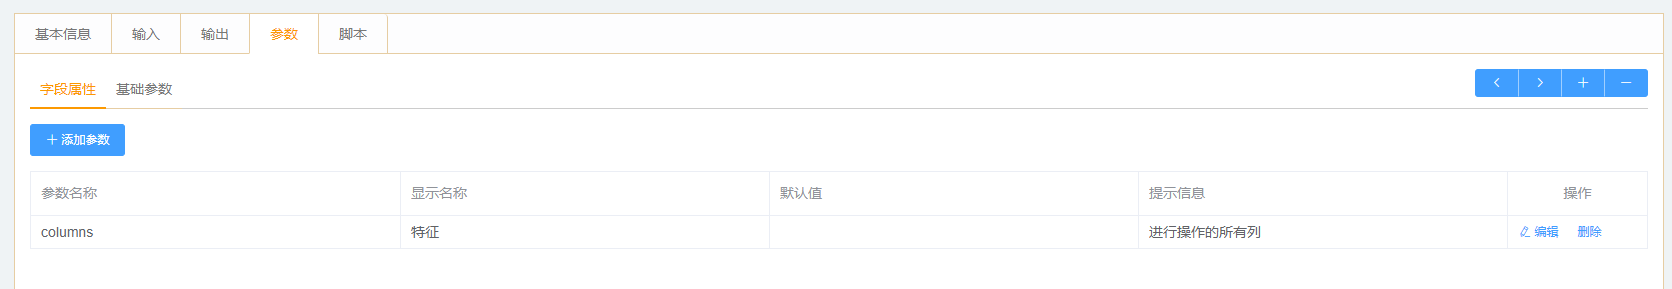 基本信息 输入 输出 参数 脚本
字段属性 基础参数
添加参数
参数名称 显示名称 默认值 提示信息 操作
columns 特征 进行操作的所有列 编辑 删除